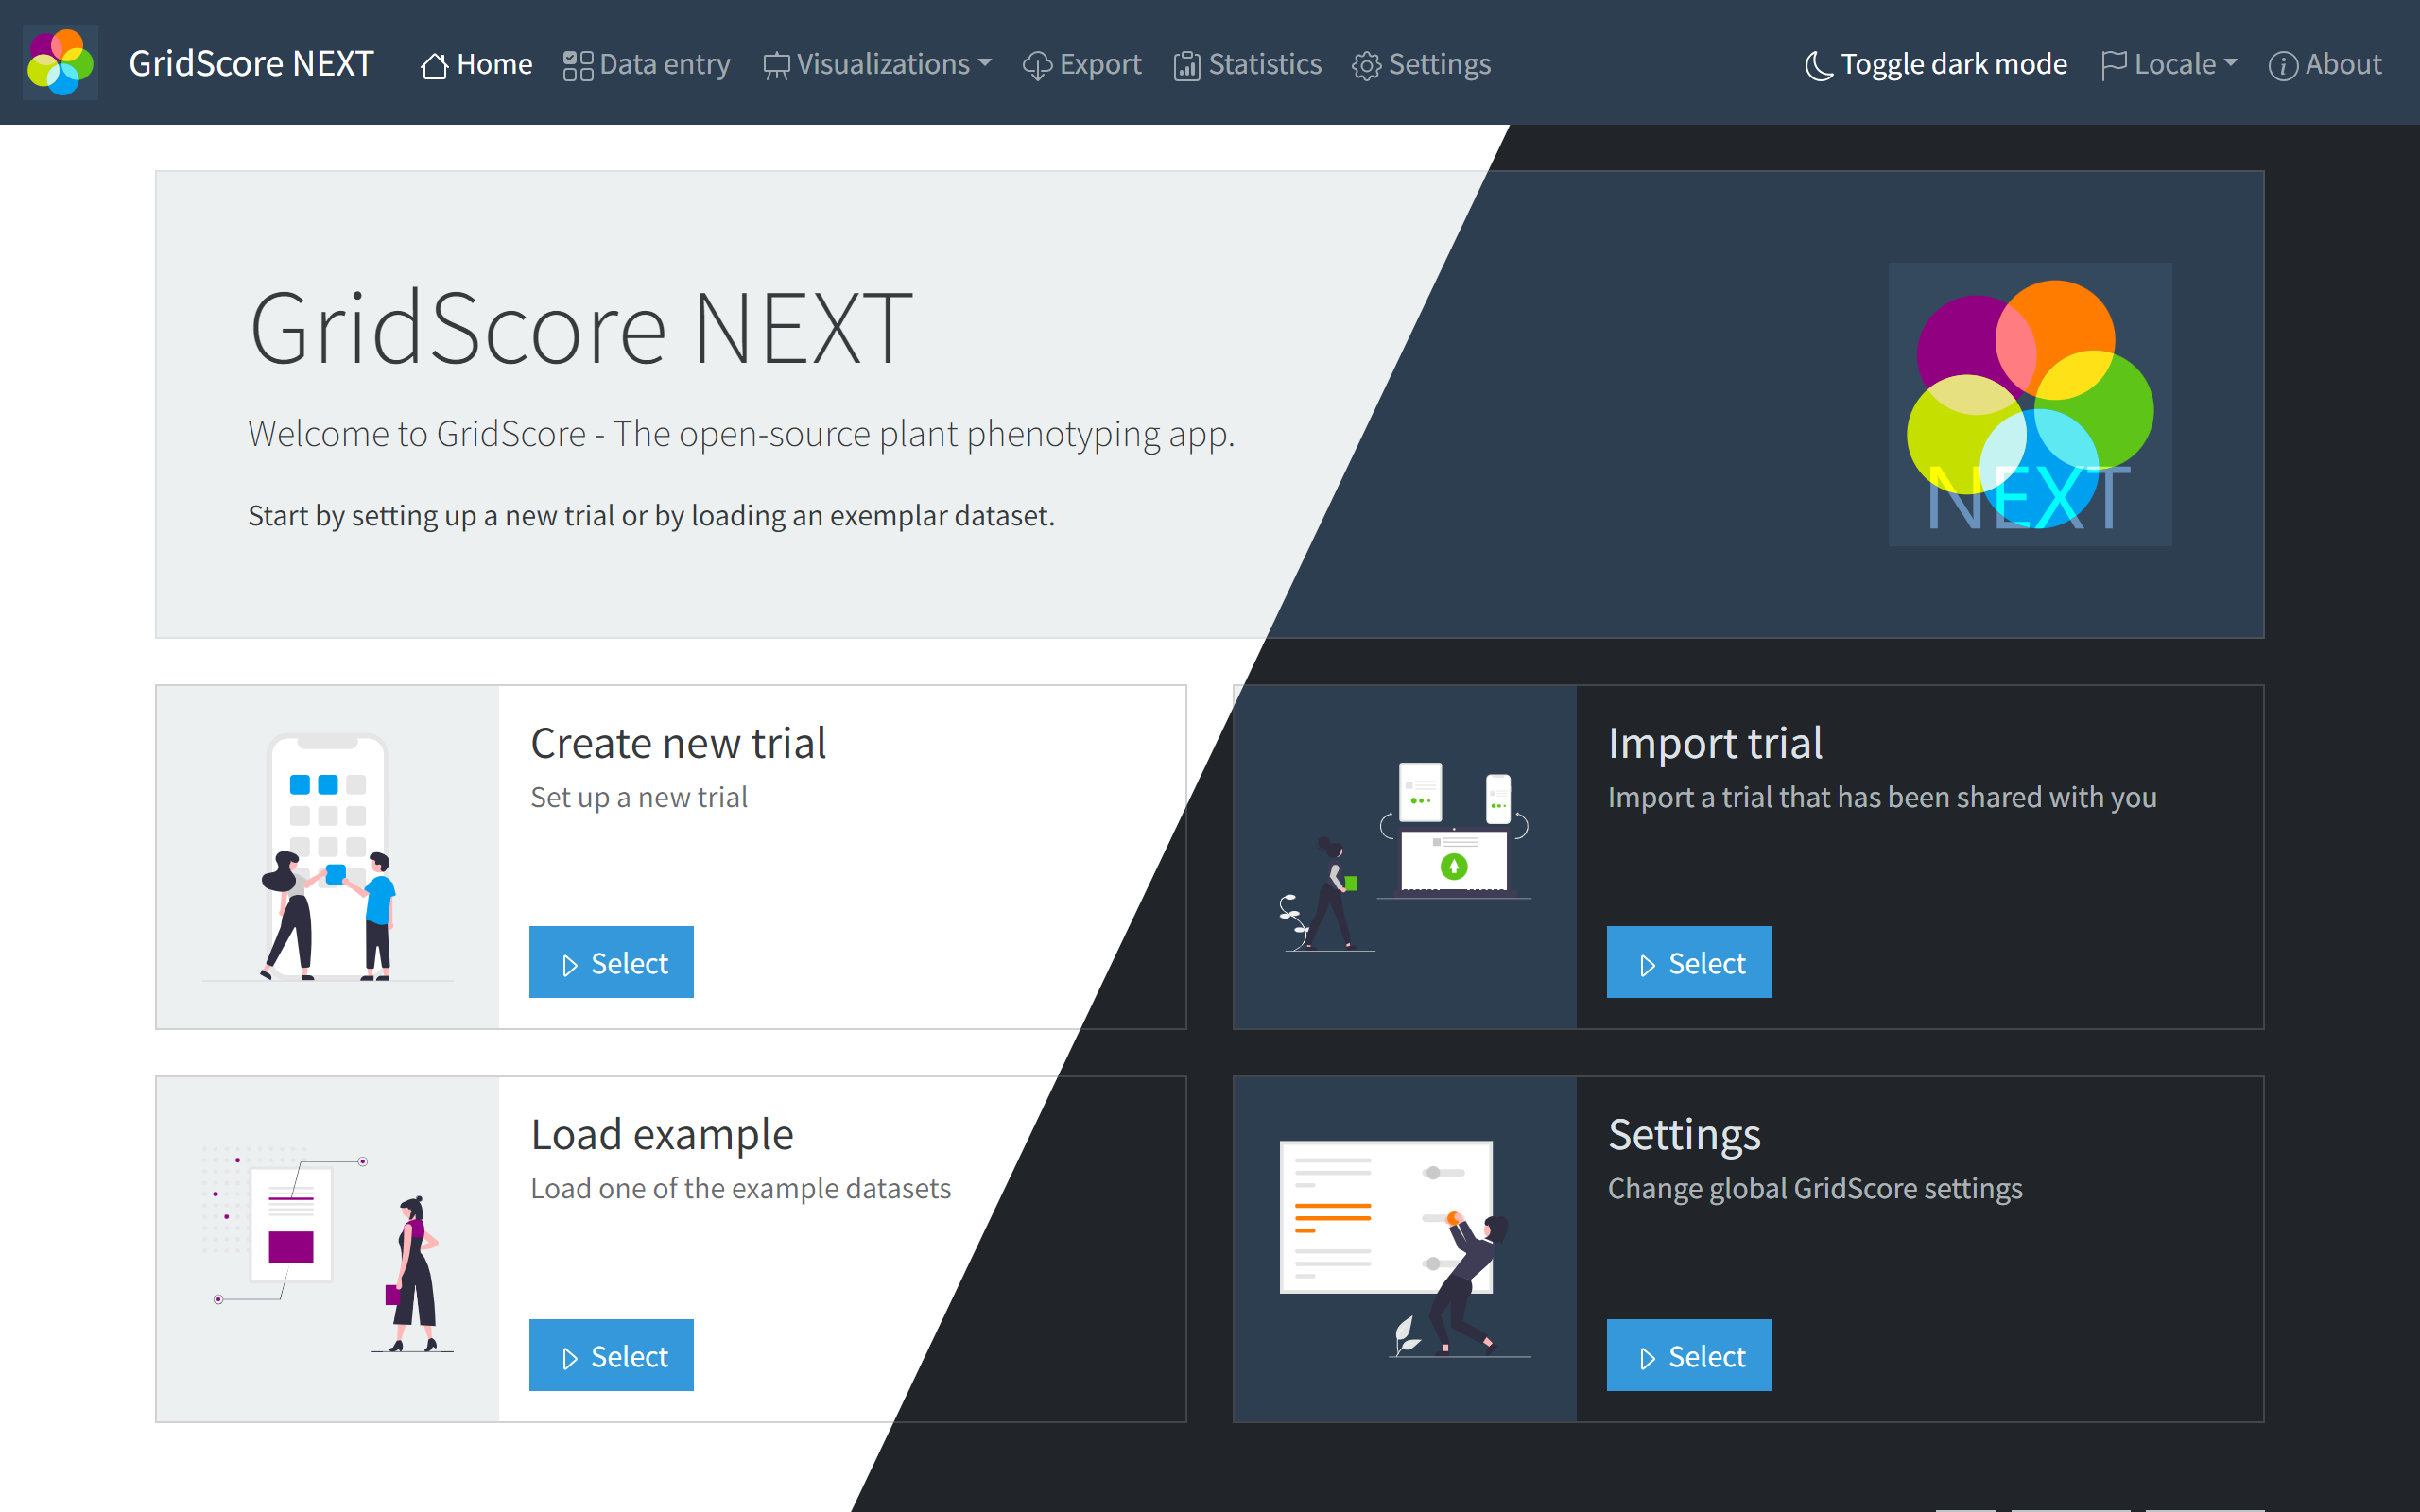 GridScore NEXT Home Data entry Visualizations Export Statistics Settings Toggle dark mode Locale About
GridScore NEXT
Welcome to GridScore - The open-source plant phenotyping app.
Start by setting up a new trial or by loading an exemplar dataset.
NEXT
Create new trial
Set up a new trial
Select
Import trial
Import a trial that has been shared with you
Select
Load example
Load one of the example datasets
Select
Settings
Change global GridScore settings
Select